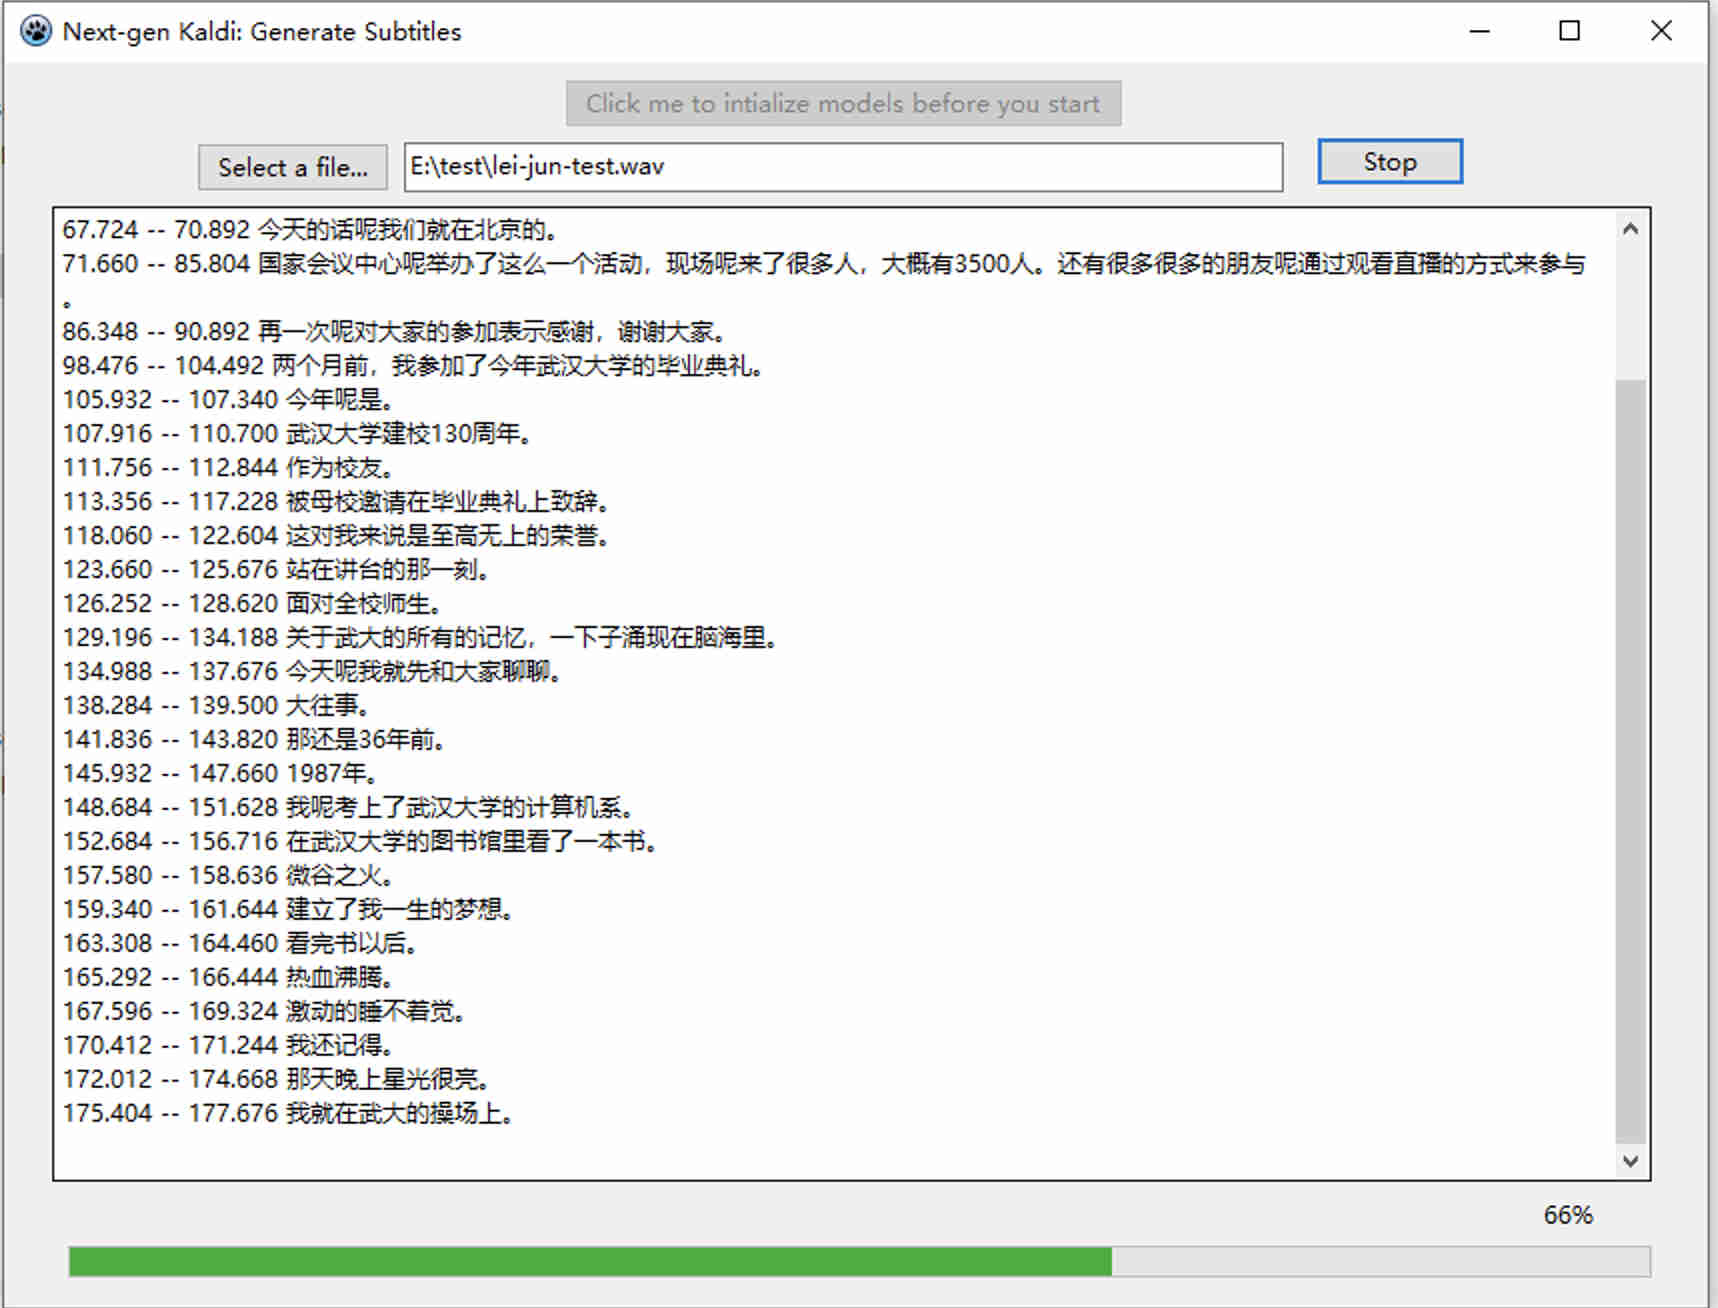 Next-gen Kaldi: Generate Subtitles
Click me to intialize models before you start
Select a file...
E:\test\lei-jun-test.wav
Stop
67.724 -- 70.892 今天的话呢我们就在北京的。
71.660 -- 85.804 国家会议中心呢举办了这么一个活动，现场呢来了很多人，大概有3500人。还有很多很多的朋友呢通过观看直播的方式来参与
。
86.348 -- 90.892 再一次呢对大家的参加表示感谢，谢谢大家。
98.476 -- 104.492 两个月前，我参加了今年武汉大学的毕业典礼。
105.932 -- 107.340 今年呢是。
107.916 -- 110.700 武汉大学建校130周年。
111.756 -- 112.844 作为校友。
113.356 -- 117.228 被母校邀请在毕业典礼上致辞。
118.060 -- 122.604 这对我来说是至高无上的荣誉。
123.660 -- 125.676 站在讲台的那一刻。
126.252 -- 128.620 面对全校师生。
129.196 -- 134.188 关于武大的所有的记忆，一下子涌现在脑海里。
134.988 -- 137.676 今天呢我就先和大家聊聊。
138.284 -- 139.500 大往事。
141.836 -- 143.820 那还是36年前。
145.932 -- 147.660 1987年。
148.684 -- 151.628 我呢考上了武汉大学的计算机系。
152.684 -- 156.716 在武汉大学的图书馆里看了一本书。
157.580 -- 158.636 微谷之火。
159.340 -- 161.644 建立了我一生的梦想。
163.308 -- 164.460 看完书以后。
165.292 -- 166.444 热血沸腾。
167.596 -- 169.324 激动的睡不着觉。
170.412 -- 171.244 我还记得。
172.012 -- 174.668 那天晚上星光很亮。
175.404 -- 177.676 我就在武大的操场上。
66%